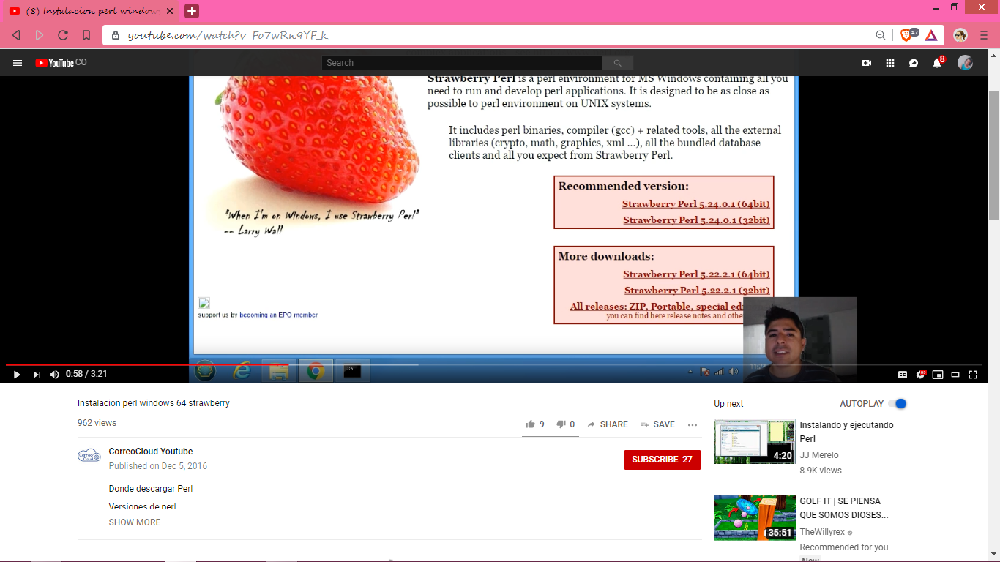 (8) Instalacion perl window
youtube.com/watch?v=Fo7wRn9YF_k
17
YouTube CO
Search
8
Strawberry Perl is a perl environment for MS Windows containing all you
need to run and develop perl applications. It is designed to be as close as
possible to perl environment on UNIX systems.
It includes perl binaries, compiler (gcc) + related tools, all the external
libraries (crypto, math, graphics, xml ...), all the bundled database
clients and all you expect from Strawberry Perl.
"When I'm on Windows, I use Strawberry Perl"
-- Larry Wall
Recommended version:
Strawberry Perl 5.24.0.1 (64bit)
Strawberry Perl 5.24.0.1 (32bit)
More downloads:
Strawberry Perl 5.22.2.1 (64bit)
Strawberry Perl 5.22.2.1 (32bit)
All releases: ZIP, Portable, special edi
you can find here release notes and othe
support us by becoming an EPO member
11:23
0:58 / 3:21
CC
HD
Instalacion perl windows 64 strawberry
962 views
9
0
SHARE
SAVE
Correo
Cloud
CorreoCloud Youtube
Published on Dec 5, 2016
SUBSCRIBE 27
Donde descargar Perl
Versiones de perl
SHOW MORE
Up next
AUTOPLAY
4:20
Instalando y ejecutando
Perl
JJ Merelo
8.9K views
35:51
GOLF IT | SE PIENSA
QUE SOMOS DIOSES...
TheWillyrex
Recommended for you
New